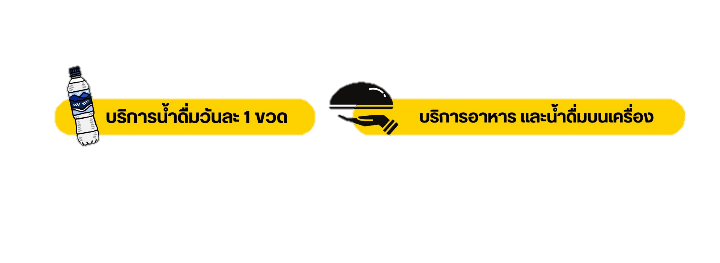 บริการน้ำดื่มวันละ 1 ขวด
บริการอาหาร และน้ำดื่มบนเครื่อง